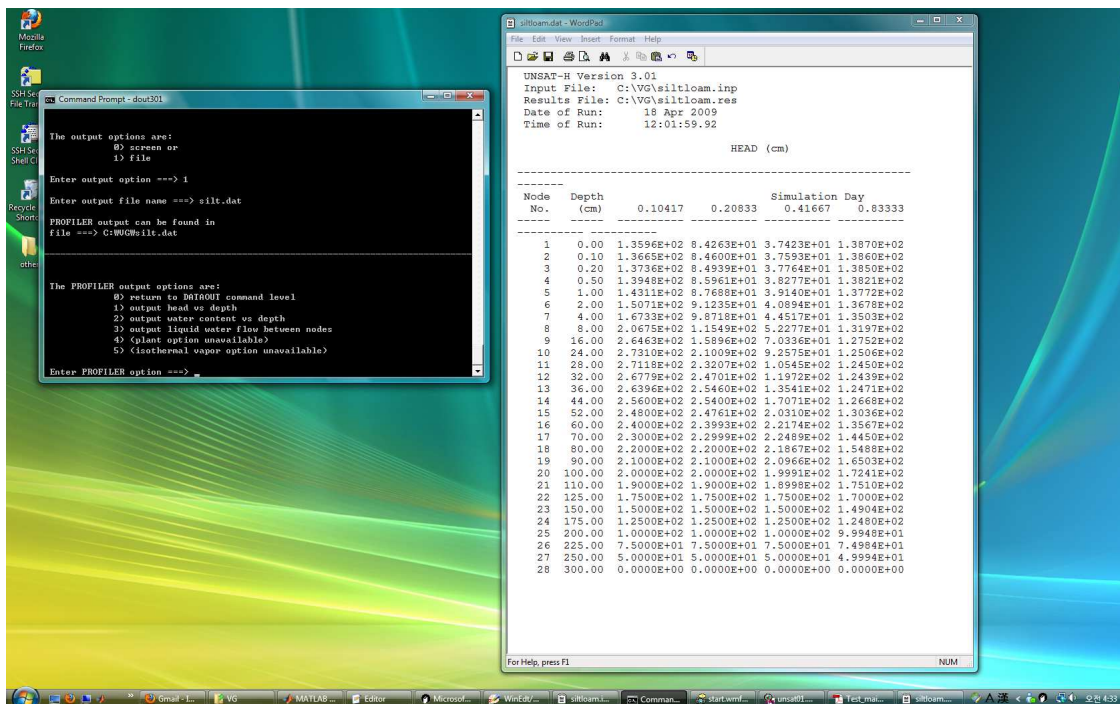 Mozilla
Firefox
SSH Sec
File Tran
SSH Sec
Shell Cl
Recycle
Shortc
othe
Command Prompt - dout301
The output options are:
0) screen or
1) file
Enter output option ===> 1
Enter output file name ===> silt.dat
PROFILER output can be found in
file ===> C:₩VG₩silt.dat
The PROFILER output options are:
0) return to DATAOUT command level
1) output head vs depth
2) output water content vs depth
3) output liquid water flow between nodes
4) (plant option unavailable)
5) (isothermal vapor option unavailable)
Enter PROFILER option ===> _
siltloam.dat - WordPad
File Edit View Insert Format Help
UNSAT-H Version 3.01
Input File: C:\VG\siltloam.inp
Results File: C:\VG\siltloam.res
Date of Run: 18 Apr 2009
Time of Run: 12:01:59.92
HEAD (cm)
Node Depth Simulation Day
No. (cm) 0.10417 0.20833 0.41667 0.83333
1 0.00 1.3596E+02 8.4263E+01 3.7423E+01 1.3870E+02
2 0.10 1.3665E+02 8.4600E+01 3.7593E+01 1.3860E+02
3 0.20 1.3736E+02 8.4939E+01 3.7764E+01 1.3850E+02
4 0.50 1.3948E+02 8.5961E+01 3.8277E+01 1.3821E+02
5 1.00 1.4311E+02 8.7688E+01 3.9140E+01 1.3772E+02
6 2.00 1.5071E+02 9.1235E+01 4.0894E+01 1.3678E+02
7 4.00 1.6733E+02 9.8718E+01 4.4517E+01 1.3503E+02
8 8.00 2.0675E+02 1.1549E+02 5.2277E+01 1.3197E+02
9 16.00 2.6463E+02 1.5896E+02 7.0336E+01 1.2752E+02
10 24.00 2.7310E+02 2.1009E+02 9.2575E+01 1.2506E+02
11 28.00 2.7118E+02 2.3207E+02 1.0545E+02 1.2450E+02
12 32.00 2.6779E+02 2.4701E+02 1.1972E+02 1.2439E+02
13 36.00 2.6396E+02 2.5460E+02 1.3541E+02 1.2471E+02
14 44.00 2.5600E+02 2.5400E+02 1.7071E+02 1.2668E+02
15 52.00 2.4800E+02 2.4761E+02 2.0310E+02 1.3036E+02
16 60.00 2.4000E+02 2.3993E+02 2.2174E+02 1.3567E+02
17 70.00 2.3000E+02 2.2999E+02 2.2489E+02 1.4450E+02
18 80.00 2.2000E+02 2.2000E+02 2.1867E+02 1.5488E+02
19 90.00 2.1000E+02 2.1000E+02 2.0966E+02 1.6503E+02
20 100.00 2.0000E+02 2.0000E+02 1.9991E+02 1.7241E+02
21 110.00 1.9000E+02 1.9000E+02 1.8998E+02 1.7510E+02
22 125.00 1.7500E+02 1.7500E+02 1.7500E+02 1.7000E+02
23 150.00 1.5000E+02 1.5000E+02 1.5000E+02 1.4904E+02
24 175.00 1.2500E+02 1.2500E+02 1.2500E+02 1.2480E+02
25 200.00 1.0000E+02 1.0000E+02 1.0000E+02 9.9948E+01
26 225.00 7.5000E+01 7.5000E+01 7.5000E+01 7.4984E+01
27 250.00 5.0000E+01 5.0000E+01 5.0000E+01 4.9994E+01
28 300.00 0.0000E+00 0.0000E+00 0.0000E+00 0.0000E+00
For Help, press F1 NUM
Gmail - I... VG MATLAB ... Editor Microsof... WinEdt/... siltloam.i... Comman... start.wmf... unsat01.... Test_mai... siltloam.... A 漢 오전 4:33